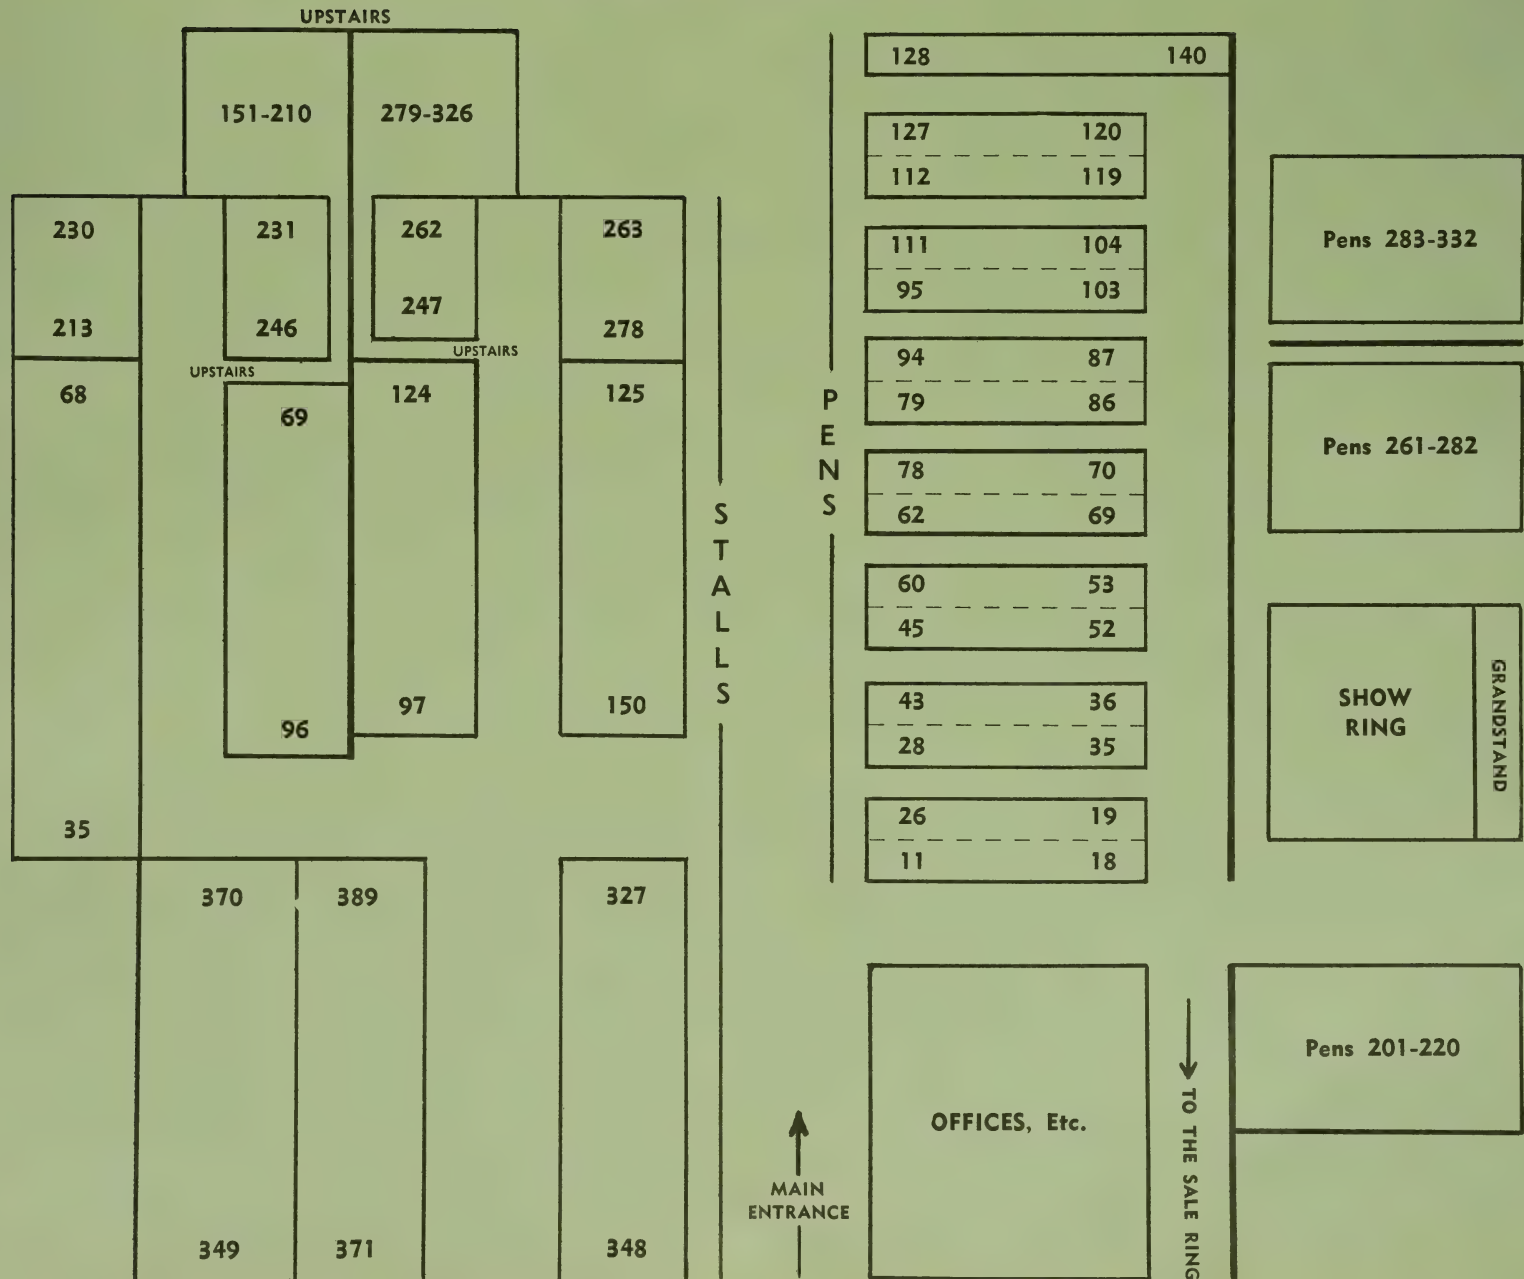 UPSTAIRS
151-210 279-326
230 231 262 263
247
213 246 278
UPSTAIRS
UPSTAIRS
68 124 125
69
97 150
96
35
370 389 327
349 371 348
STALLS
PENS
128 140
127 120
112 119
111 104
95 103
94 87
79 86
78 70
62 69
60 53
45 52
43 36
28 35
26 19
11 18
Pens 283-332
Pens 261-282
SHOW
RING
GRANDSTAND
Pens 201-220
OFFICES, Etc.
TO THE SALE RING
MAIN
ENTRANCE